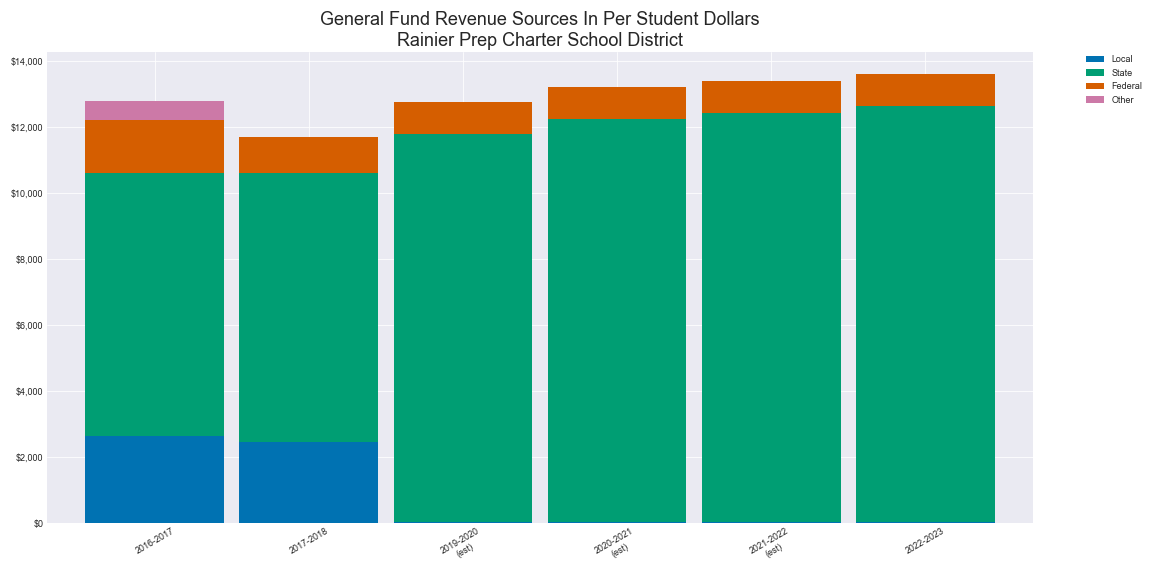 General Fund Revenue Sources In Per Student Dollars
Rainier Prep Charter School District
$14,000
$12,000
$10,000
$8,000
$6,000
$4,000
$2,000
$0
2016-2017
2017-2018
2019-2020
(est)
2020-2021
(est)
2021-2022
(est)
2022-2023
Local
State
Federal
Other